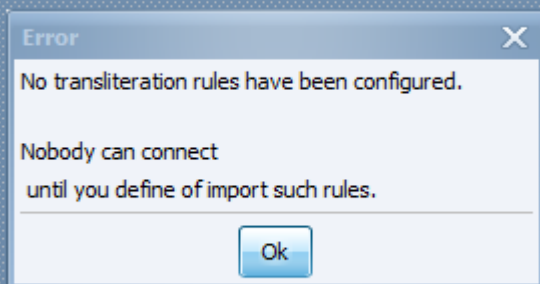 Error
No transliteration rules have been configured.
Nobody can connect
until you define of import such rules.
Ok